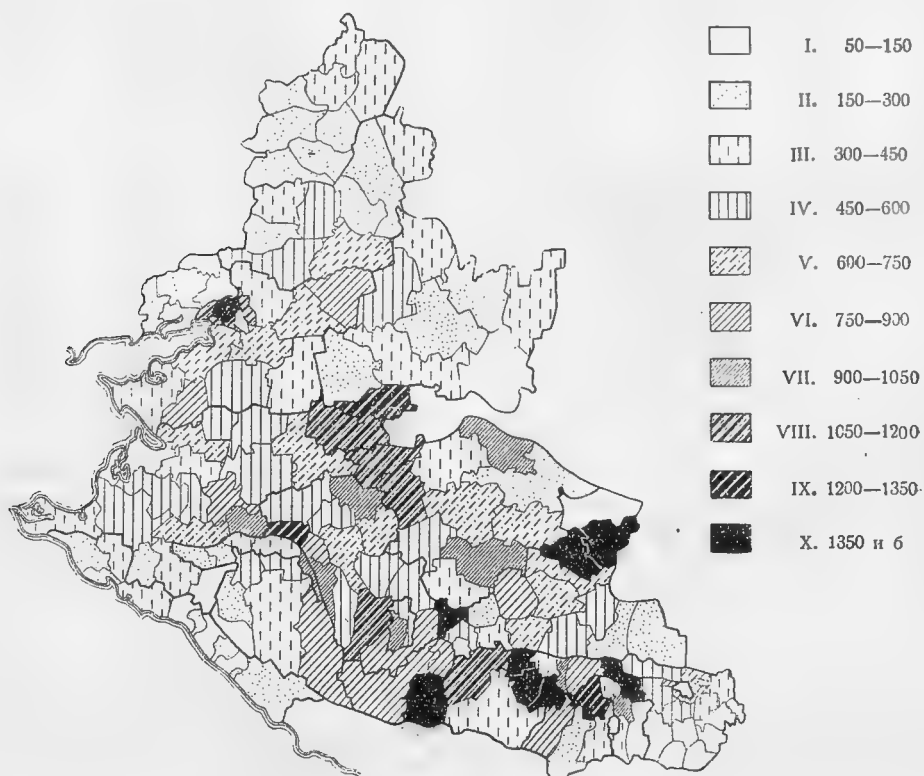 I. 50—150
II. 150—300
III. 300—450
IV. 450—600
V. 600—750
VI. 750—900
VII. 900—1050
VIII. 1050—1200
IX. 1200—1350
X. 1350 и б